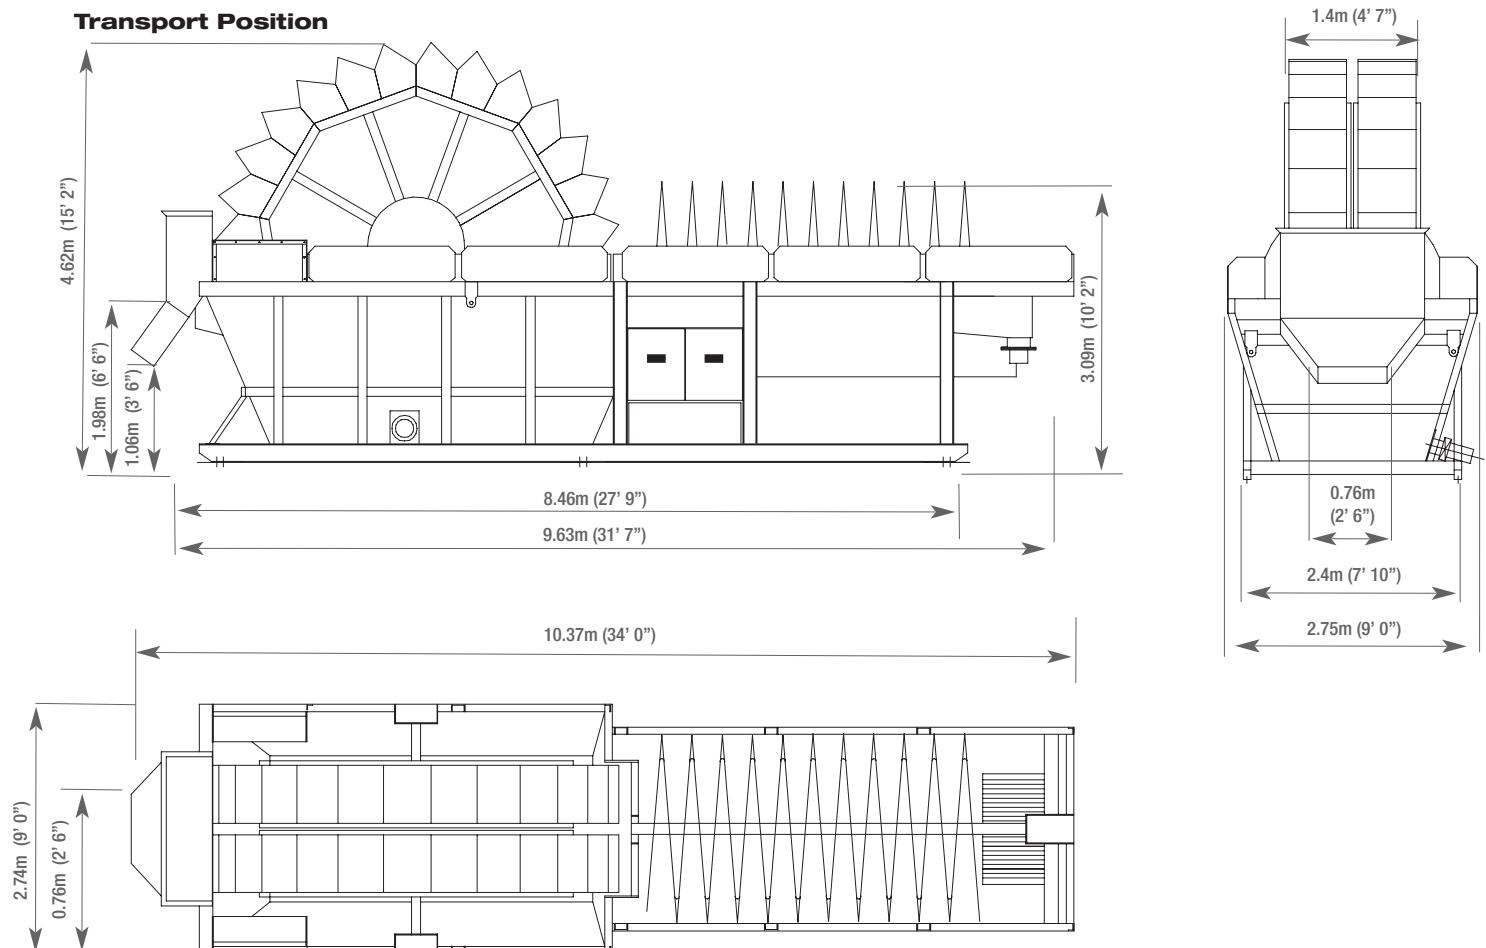 Transport Position
1.4m (4’ 7”)
4.62m (15’ 2”)
1.98m (6’ 6”)
1.06m (3’ 6”)
3.09m (10’ 2”)
8.46m (27’ 9”)
9.63m (31’ 7”)
0.76m
(2’ 6”)
2.4m (7’ 10”)
2.75m (9’ 0”)
10.37m (34’ 0”)
2.74m (9’ 0”)
0.76m (2’ 6”)